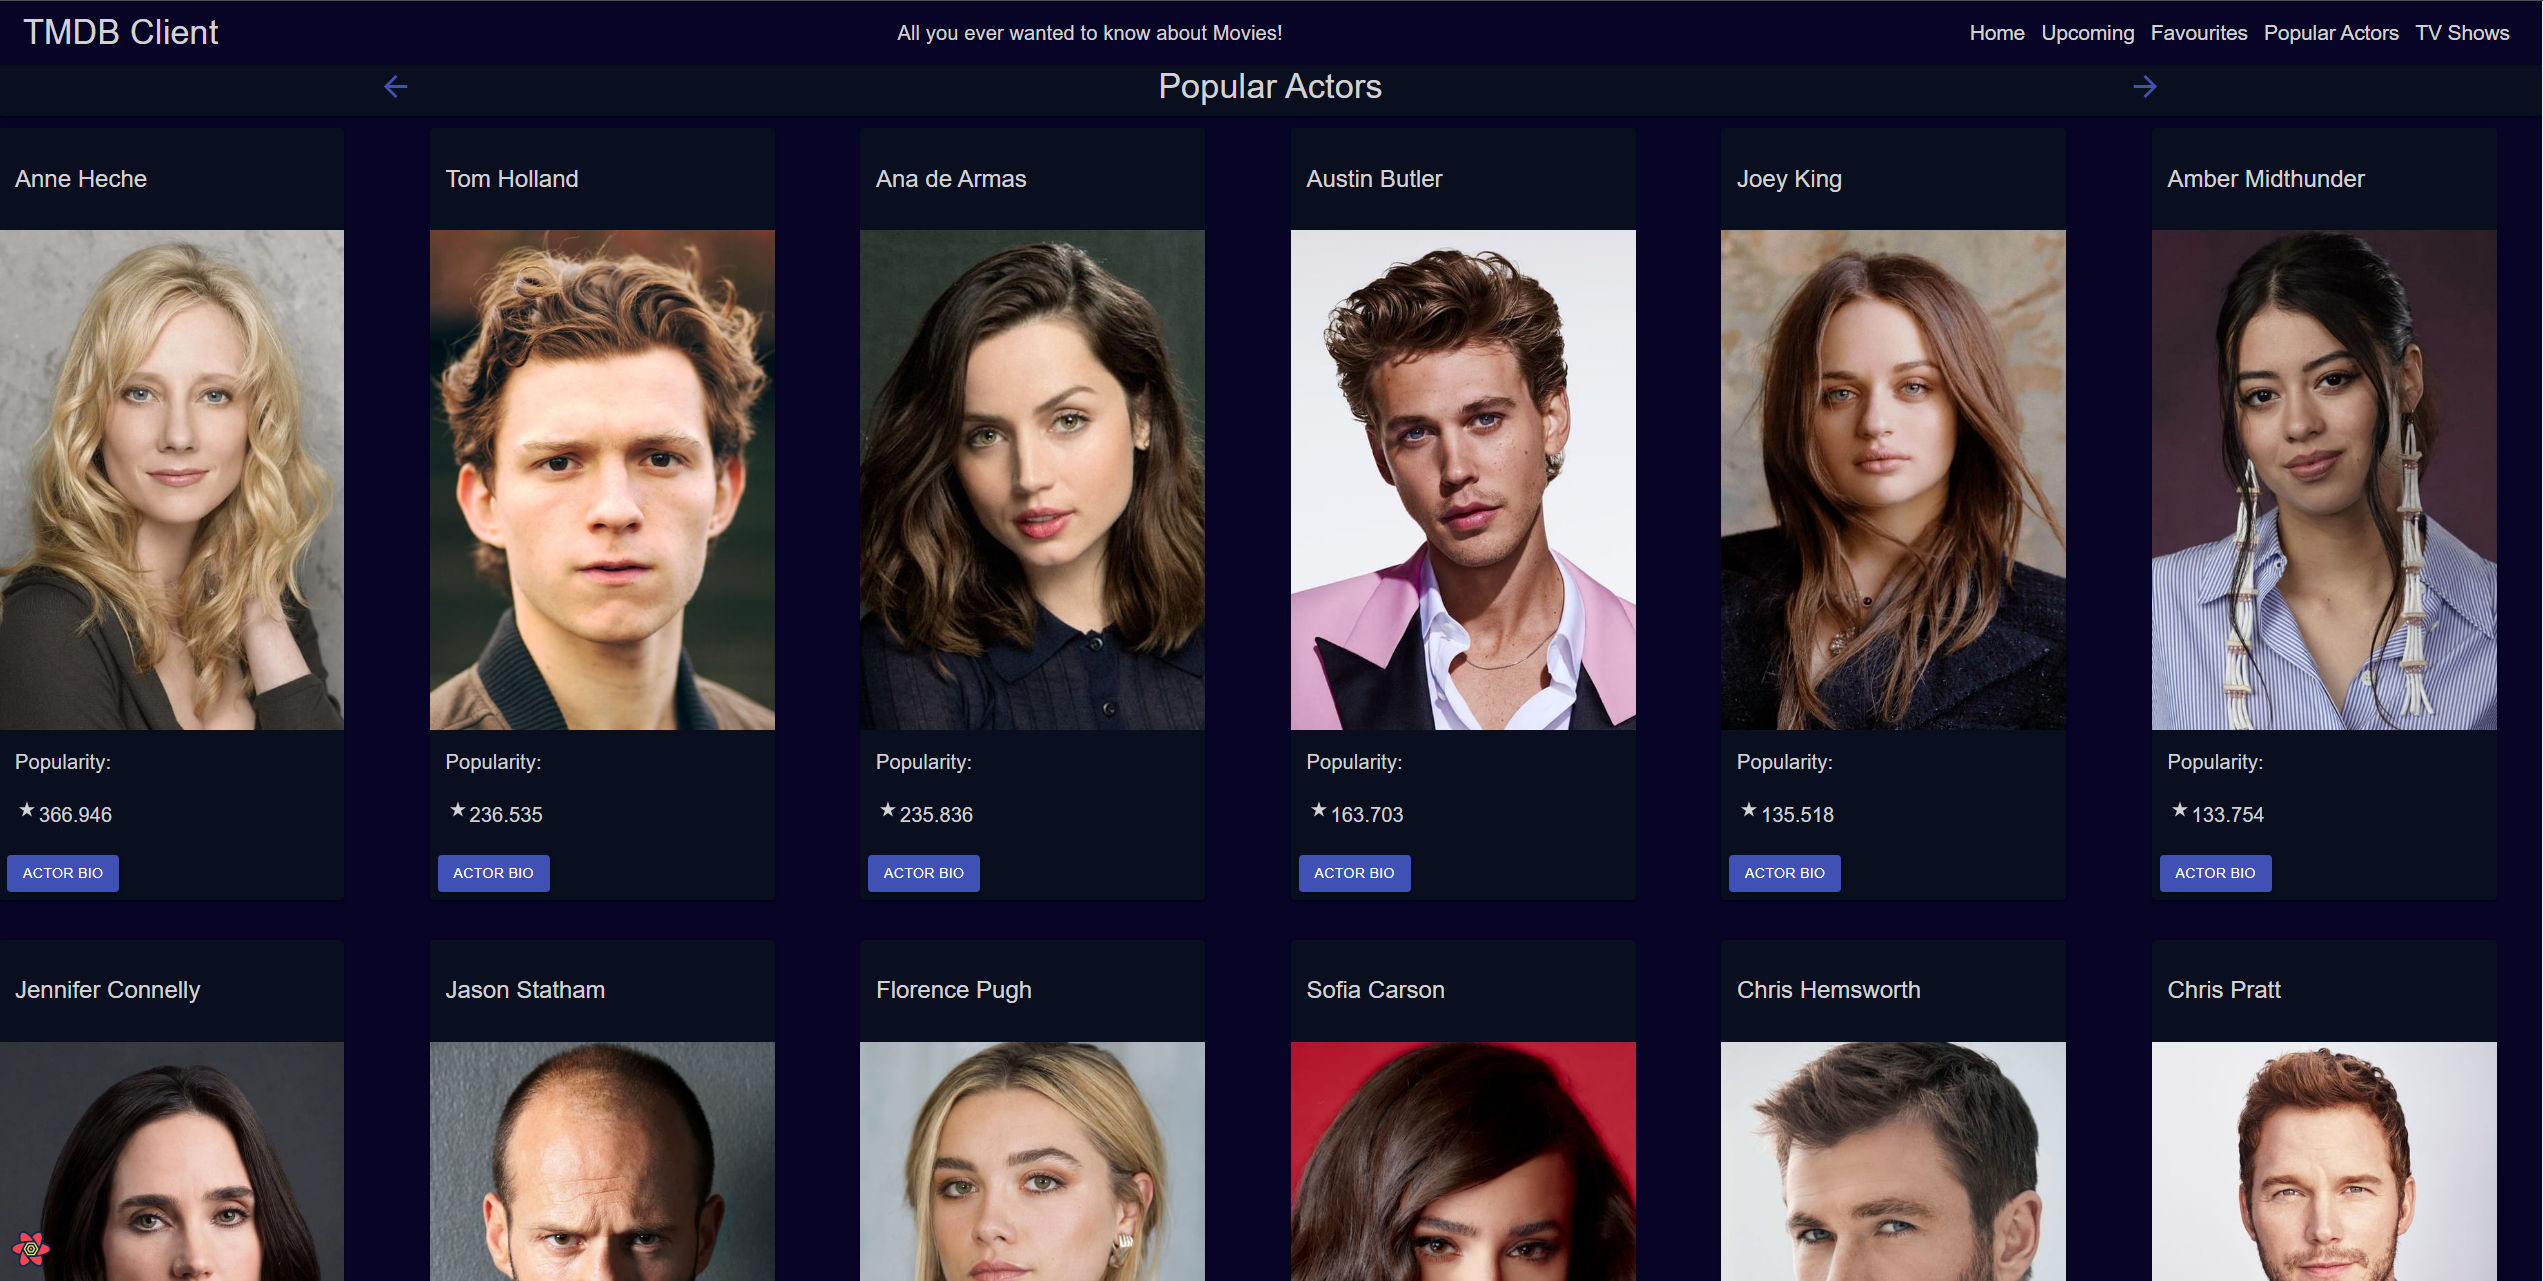 TMDB Client
All you ever wanted to know about Movies!
Home Upcoming Favourites Popular Actors TV Shows
Popular Actors
Anne Heche
Tom Holland
Ana de Armas
Austin Butler
Joey King
Amber Midthunder
Popularity:
Popularity:
Popularity:
Popularity:
Popularity:
Popularity:
★366.946
★236.535
★235.836
★163.703
★135.518
★133.754
ACTOR BIO
ACTOR BIO
ACTOR BIO
ACTOR BIO
ACTOR BIO
ACTOR BIO
Jennifer Connelly
Jason Statham
Florence Pugh
Sofia Carson
Chris Hemsworth
Chris Pratt